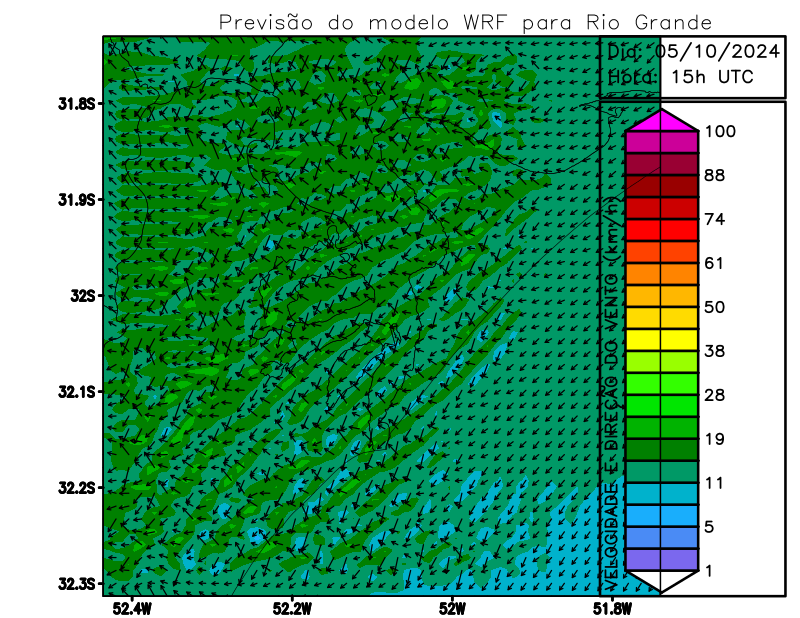 Previsão do modelo WRF para Rio Grande
Dia: 05/10/2024
Hora: 15h UTC
31.8S
31.9S
32S
32.1S
32.2S
32.3S
52.4W
52.2W
52W
51.8W
VELOCIDADE E DIREÇÃO DO VENTO (km/h)
100
88
74
61
50
38
28
19
11
5
1